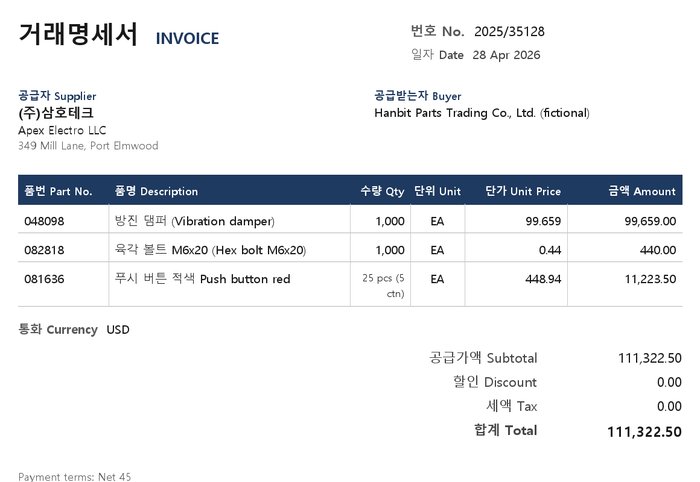 거래명세서 INVOICE
번호 No. 2025/35128
일자 Date 28 Apr 2026
공급자 Supplier
(주)삼호테크
Apex Electro LLC
349 Mill Lane, Port Elmwood
공급받는자 Buyer
Hanbit Parts Trading Co., Ltd. (fictional)
품번 Part No. 품명 Description 수량 Qty 단위 Unit 단가 Unit Price 금액 Amount
048098 방진 댐퍼 (Vibration damper) 1,000 EA 99.659 99,659.00
082818 육각 볼트 M6x20 (Hex bolt M6x20) 1,000 EA 0.44 440.00
081636 푸시 버튼 적색 Push button red 25 pcs (5 ctn) EA 448.94 11,223.50
통화 Currency USD
공급가액 Subtotal 111,322.50
할인 Discount 0.00
세액 Tax 0.00
합계 Total 111,322.50
Payment terms: Net 45